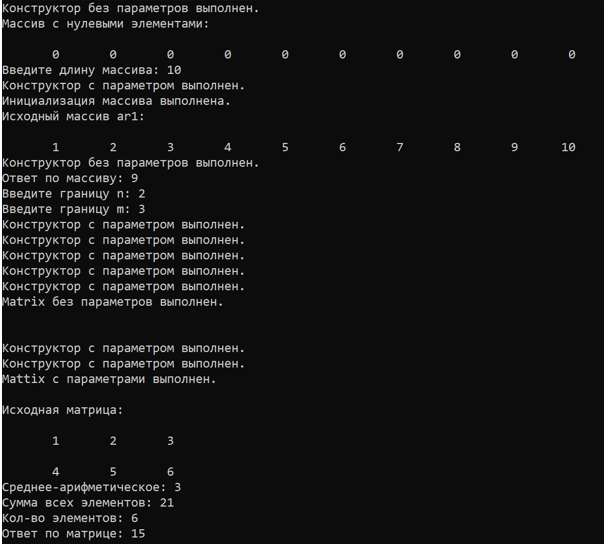 Конструктор без параметров выполнен.
Массив с нулевыми элементами:
0 0 0 0 0 0 0 0 0 0
Введите длину массива: 10
Конструктор с параметром выполнен.
Инициализация массива выполнена.
Исходный массив ar1:
1 2 3 4 5 6 7 8 9 10
Конструктор без параметров выполнен.
Ответ по массиву: 9
Введите границу n: 2
Введите границу m: 3
Конструктор с параметром выполнен.
Конструктор с параметром выполнен.
Конструктор с параметром выполнен.
Конструктор с параметром выполнен.
Конструктор с параметром выполнен.
Matrix без параметров выполнен.
Конструктор с параметром выполнен.
Конструктор с параметром выполнен.
Mattix с параметрами выполнен.
Исходная матрица:
1 2 3
4 5 6
Среднее-арифметическое: 3
Сумма всех элементов: 21
Кол-во элементов: 6
Ответ по матрице: 15